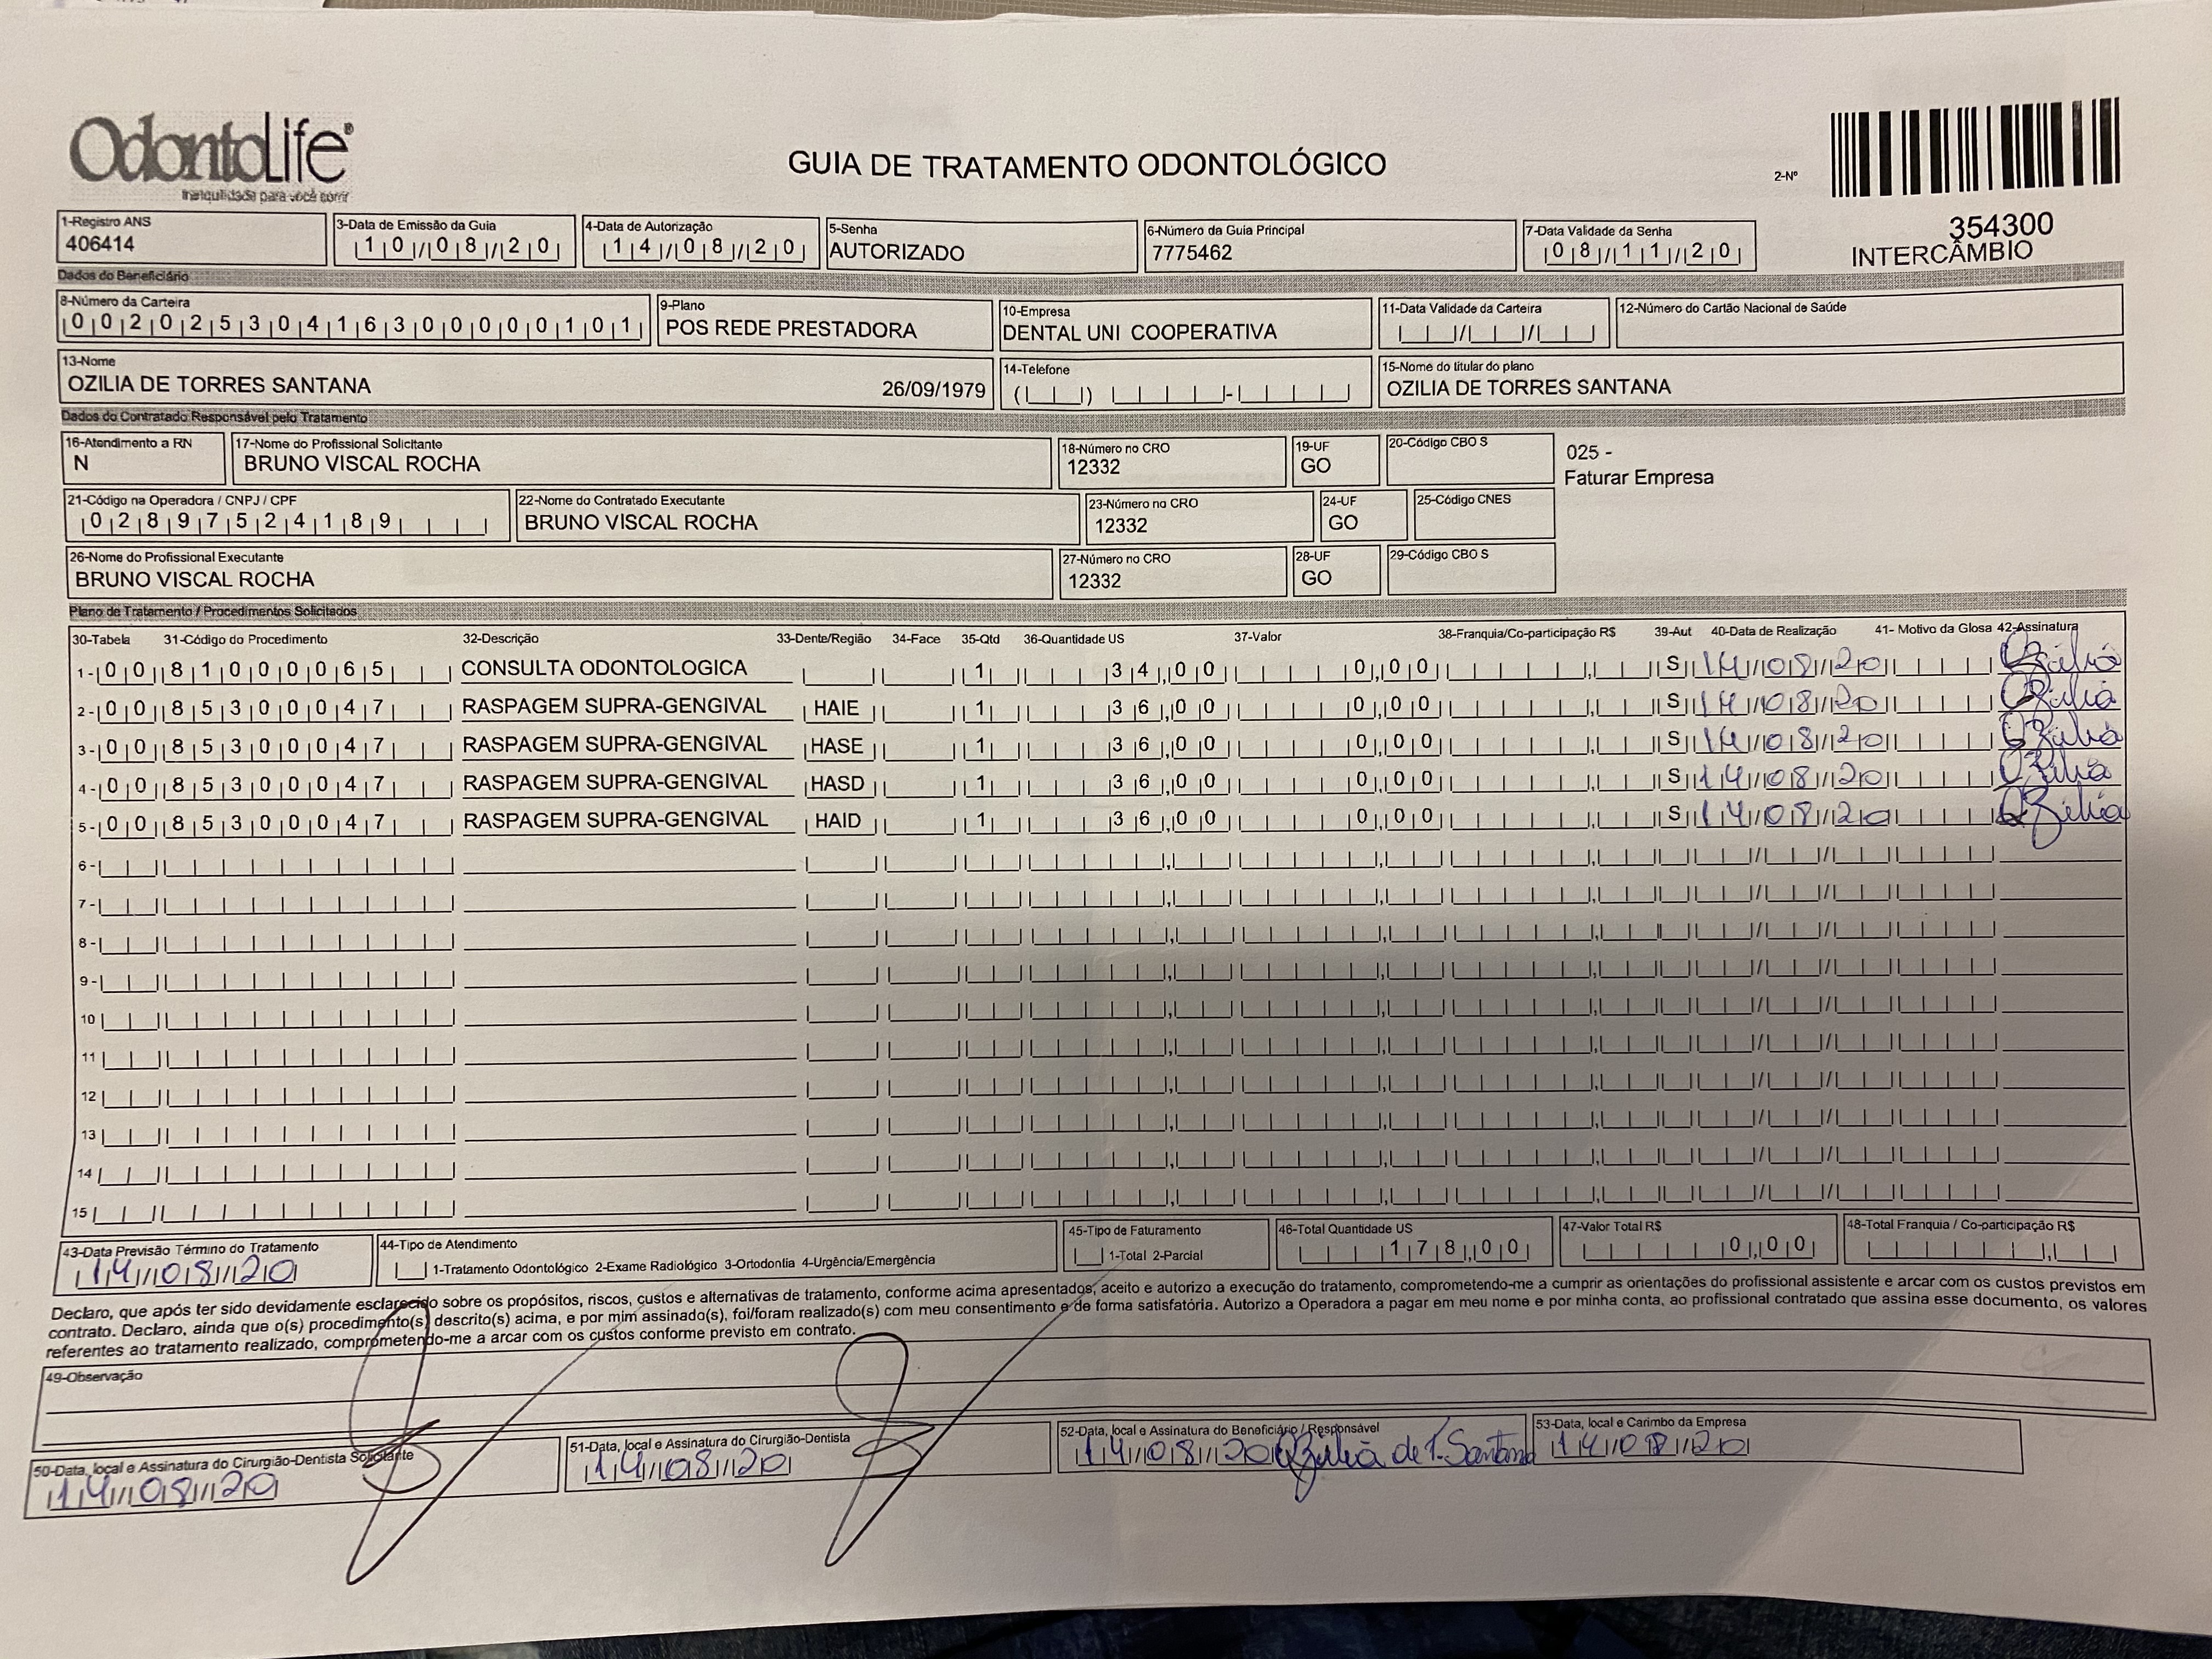 OdontoLife®
tranquilidade para você sorrir
GUIA DE TRATAMENTO ODONTOLÓGICO
2-Nº
354300
INTERCÂMBIO
1-Registro ANS
406414
3-Data de Emissão da Guia
10/08/20
4-Data de Autorização
14/08/20
5-Senha
AUTORIZADO
6-Número da Guia Principal
7775462
7-Data Validade da Senha
08/11/20
Dados do Beneficiário
8-Número da Carteira
00202530416300000101
9-Plano
POS REDE PRESTADORA
10-Empresa
DENTAL UNI COOPERATIVA
11-Data Validade da Carteira
12-Número do Cartão Nacional de Saúde
13-Nome
OZILIA DE TORRES SANTANA 26/09/1979
14-Telefone
15-Nome do titular do plano
OZILIA DE TORRES SANTANA
Dados do Contratado Responsável pelo Tratamento
16-Atendimento a RN
N
17-Nome do Profissional Solicitante
BRUNO VISCAL ROCHA
18-Número no CRO
12332
19-UF
GO
20-Código CBO S
025 -
Faturar Empresa
21-Código na Operadora / CNPJ / CPF
02897524189
22-Nome do Contratado Executante
BRUNO VISCAL ROCHA
23-Número no CRO
12332
24-UF
GO
25-Código CNES
26-Nome do Profissional Executante
BRUNO VISCAL ROCHA
27-Número no CRO
12332
28-UF
GO
29-Código CBO S
Plano de Tratamento / Procedimentos Solicitados
30-Tabela 31-Código do Procedimento 32-Descrição 33-Dente/Região 34-Face 35-Qtd 36-Quantidade US 37-Valor 38-Franquia/Co-participação R$ 39-Aut 40-Data de Realização 41- Motivo da Glosa 42-Assinatura
1- 00 81000065 CONSULTA ODONTOLOGICA 1 34,00 0,00 S 14/08/20 Ozilia
2- 00 85300047 RASPAGEM SUPRA-GENGIVAL HAIE 1 36,00 0,00 S 14/08/20 Ozilia
3- 00 85300047 RASPAGEM SUPRA-GENGIVAL HASE 1 36,00 0,00 S 14/08/20 Ozilia
4- 00 85300047 RASPAGEM SUPRA-GENGIVAL HASD 1 36,00 0,00 S 14/08/20 Ozilia
5- 00 85300047 RASPAGEM SUPRA-GENGIVAL HAID 1 36,00 0,00 S 14/08/20 Ozilia
6-
7-
8-
9-
10
11
12
13
14
15
43-Data Previsão Término do Tratamento
14/08/20
44-Tipo de Atendimento
1-Tratamento Odontológico 2-Exame Radiológico 3-Ortodontia 4-Urgência/Emergência
45-Tipo de Faturamento
1-Total 2-Parcial
46-Total Quantidade US
178,00
47-Valor Total R$
0,00
48-Total Franquia / Co-participação R$
Declaro, que após ter sido devidamente esclarecido sobre os propósitos, riscos, custos e alternativas de tratamento, conforme acima apresentados, aceito e autorizo a execução do tratamento, comprometendo-me a cumprir as orientações do profissional assistente e arcar com os custos previstos em
contrato. Declaro, ainda que o(s) procedimento(s) descrito(s) acima, e por mim assinado(s), foi/foram realizado(s) com meu consentimento e de forma satisfatória. Autorizo a Operadora a pagar em meu nome e por minha conta, ao profissional contratado que assina esse documento, os valores
referentes ao tratamento realizado, comprometendo-me a arcar com os custos conforme previsto em contrato.
49-Observação
50-Data, local e Assinatura do Cirurgião-Dentista Solicitante
14/08/20
51-Data, local e Assinatura do Cirurgião-Dentista
14/08/20
52-Data, local e Assinatura do Beneficiário / Responsável
14/08/20 Ozilia de T. Santana
53-Data, local e Carimbo da Empresa
14/08/20